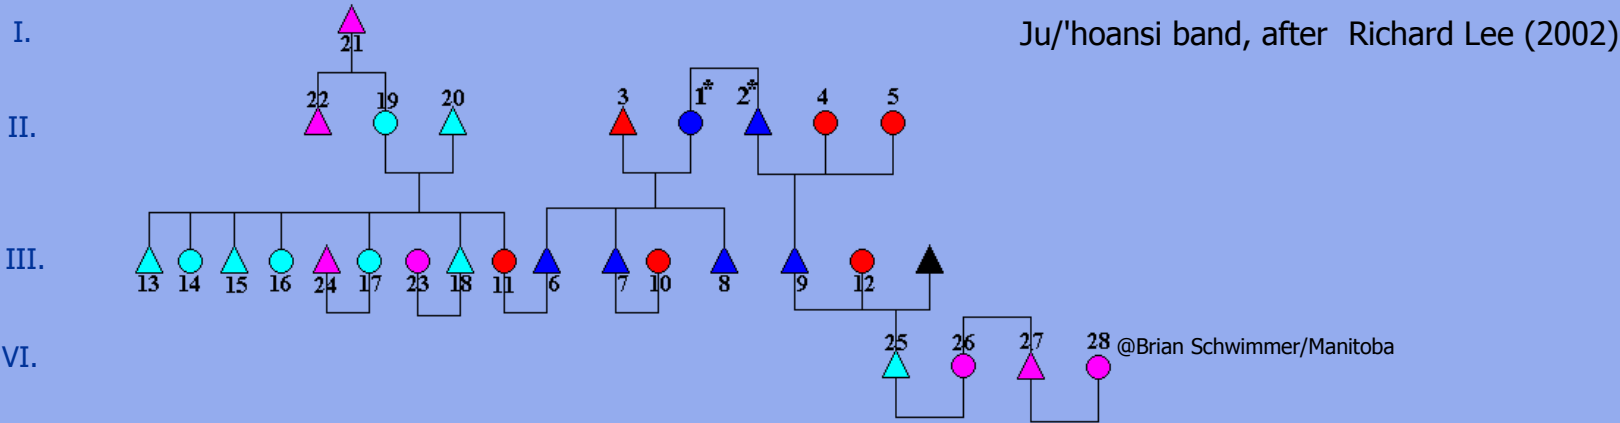 I.
21
Ju/'hoansi band, after  Richard Lee (2002)
22 19 20 3 1* 2* 4 5
II.
III.
13 14 15 16 24 17 23 18 11 6 7 10 8 9 12
25 26 27 28 @Brian Schwimmer/Manitoba
VI.